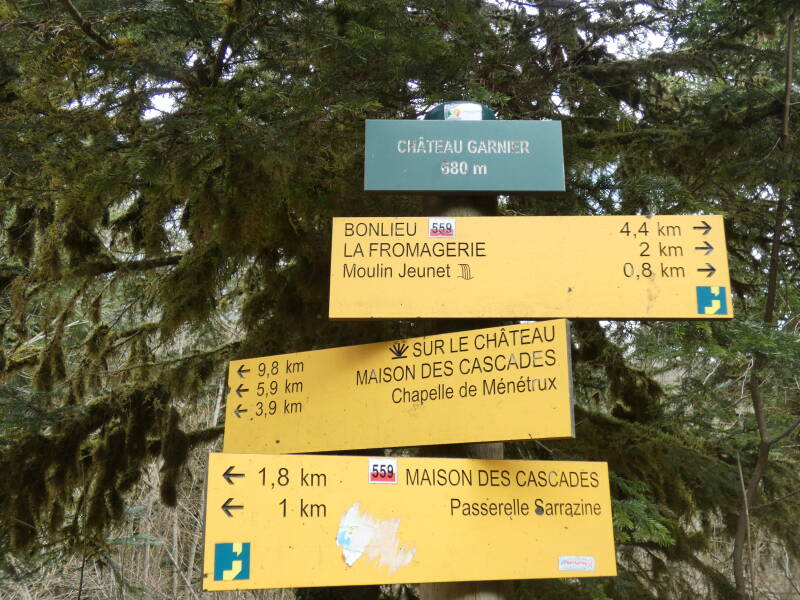 CHÂTEAU GARNIER
680 m
BONLIEU 559 4,4 km →
LA FROMAGERIE 2 km →
Moulin Jeunet 0,8 km →
← 9,8 km SUR LE CHÂTEAU
← 5,9 km MAISON DES CASCADES
← 3,9 km Chapelle de Ménétrux
← 1,8 km 559 MAISON DES CASCADES
← 1 km Passerelle Sarrazine